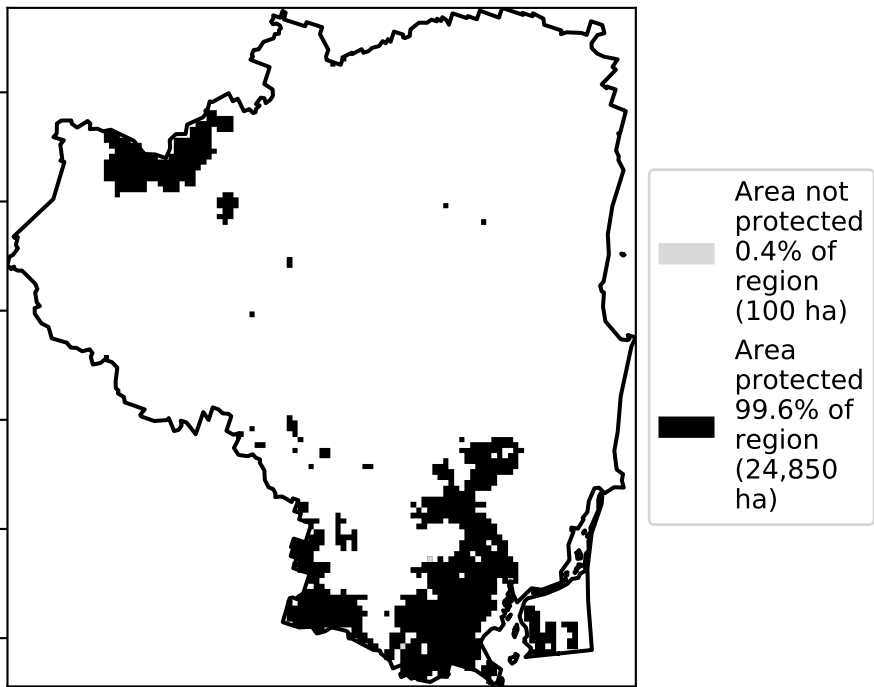 Area not
protected
0.4% of
region
(100 ha)
Area
protected
99.6% of
region
(24,850
ha)